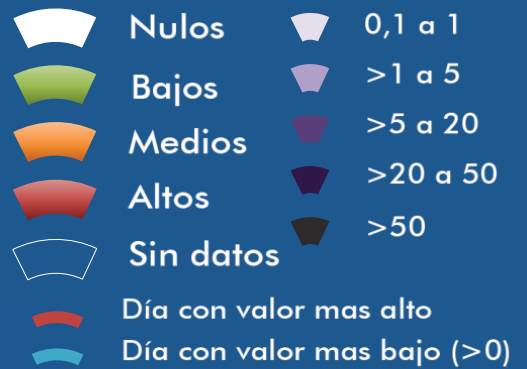 Nulos
Bajos
Medios
Altos
Sin datos
0,1 a 1
>1 a 5
>5 a 20
>20 a 50
>50
Día con valor mas alto
Día con valor mas bajo (>0)